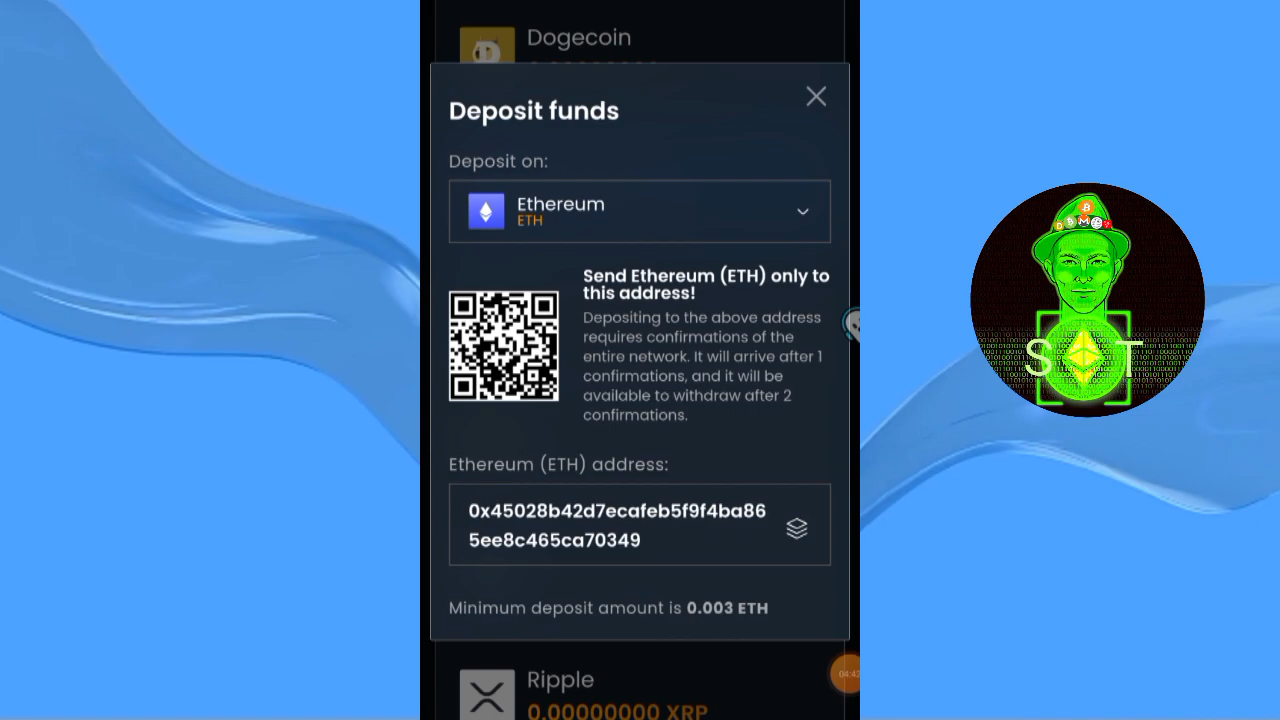 Dogecoin
Deposit funds
Deposit on:
Ethereum
ETH
Send Ethereum (ETH) only to
this address!
Depositing to the above address
requires confirmations of the
entire network. It will arrive after 1
confirmations, and it will be
available to withdraw after 2
confirmations.
Ethereum (ETH) address:
0x45028b42d7ecafeb5f9f4ba86
5ee8c465ca70349
Minimum deposit amount is 0.003 ETH
Ripple
0.00000000 XRP
S T